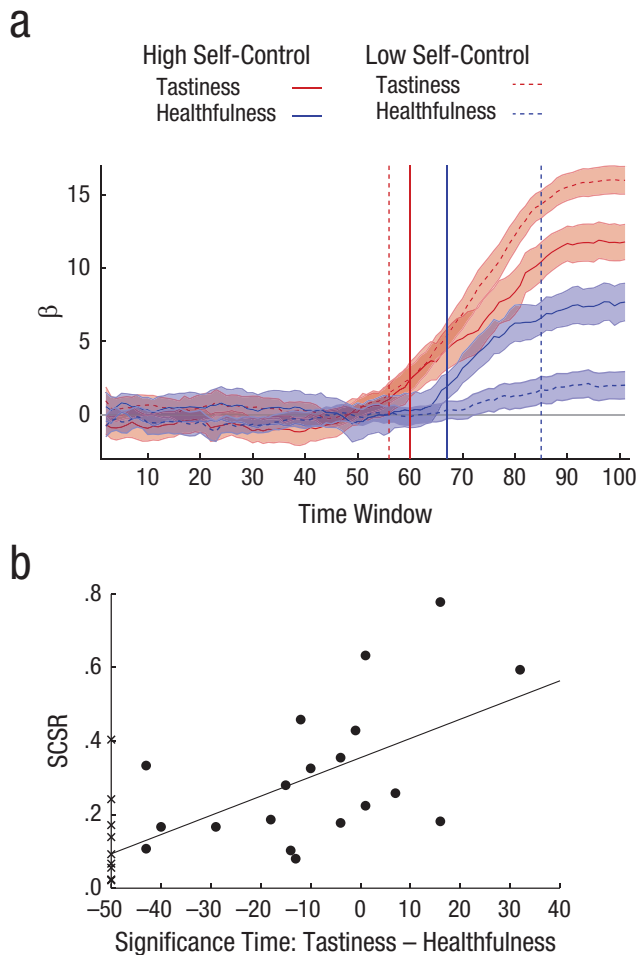 a
High Self-Control Low Self-Control
Tastiness Tastiness
Healthfulness Healthfulness
15
10
5
0
β
10 20 30 40 50 60 70 80 90 100
Time Window
b
.8
.6
.4
.2
.0
SCSR
–50 –40 –30 –20 –10 0 10 20 30 40
Significance Time: Tastiness – Healthfulness